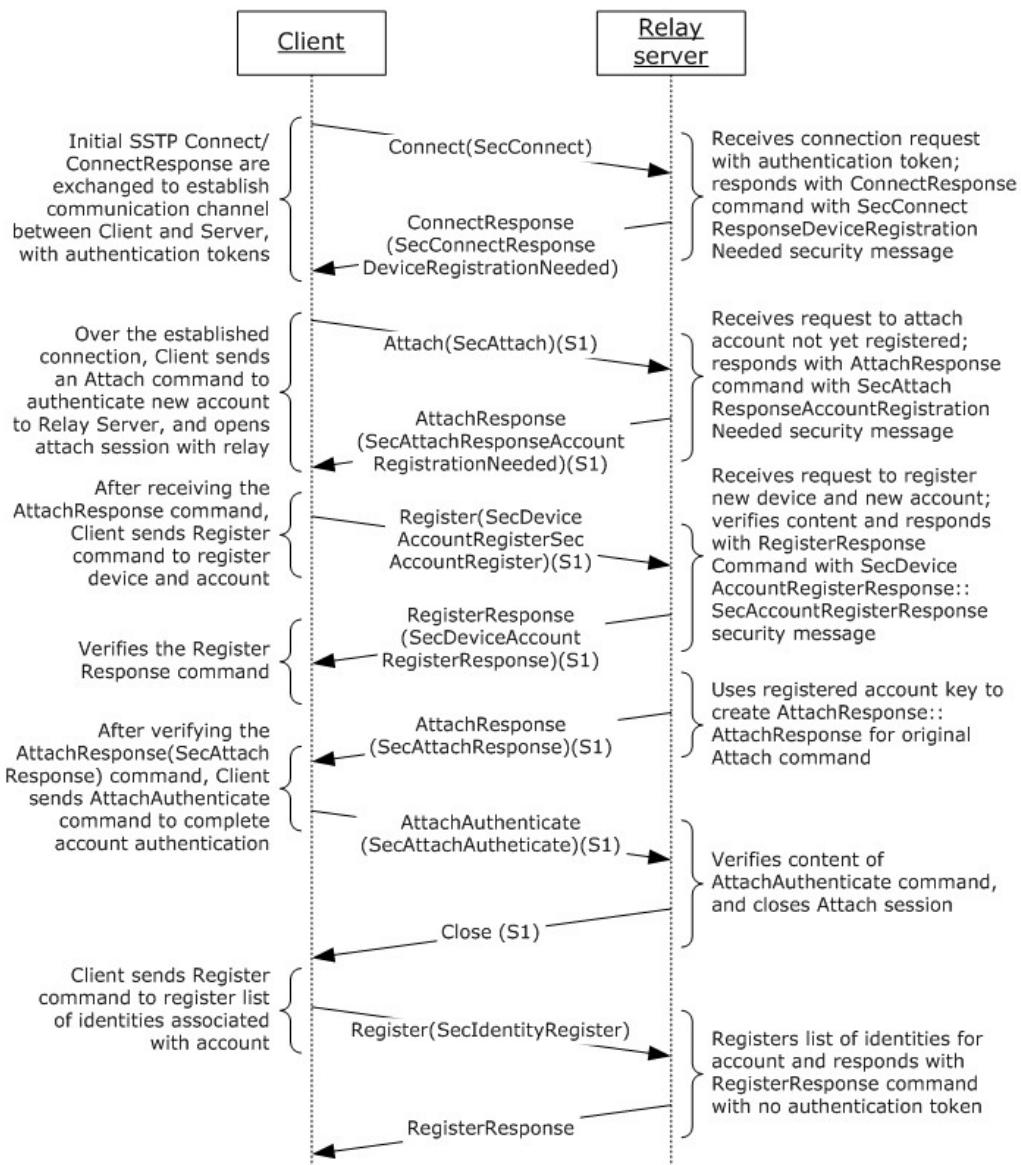 Client
Relay
server
Initial SSTP Connect/
ConnectResponse are
exchanged to establish
communication channel
between Client and Server,
with authentication tokens
Connect(SecConnect)
ConnectResponse
(SecConnectResponse
DeviceRegistrationNeeded)
Receives connection request
with authentication token;
responds with ConnectResponse
command with SecConnect
ResponseDeviceRegistration
Needed security message
Over the established
connection, Client sends
an Attach command to
authenticate new account
to Relay Server, and opens
attach session with relay
Attach(SecAttach)(S1)
AttachResponse
(SecAttachResponseAccount
RegistrationNeeded)(S1)
Receives request to attach
account not yet registered;
responds with AttachResponse
command with SecAttach
ResponseAccountRegistration
Needed security message
After receiving the
AttachResponse command,
Client sends Register
command to register
device and account
Register(SecDevice
AccountRegisterSec
AccountRegister)(S1)
Receives request to register
new device and new account;
verifies content and responds
with RegisterResponse
Command with SecDevice
AccountRegisterResponse::
SecAccountRegisterResponse
security message
Verifies the Register
Response command
RegisterResponse
(SecDeviceAccount
RegisterResponse)(S1)
AttachResponse
(SecAttachResponse)(S1)
Uses registered account key to
create AttachResponse::
AttachResponse for original
Attach command
After verifying the
AttachResponse(SecAttach
Response) command, Client
sends AttachAuthenticate
command to complete
account authentication
AttachAuthenticate
(SecAttachAutheticate)(S1)
Close (S1)
Verifies content of
AttachAuthenticate command,
and closes Attach session
Client sends Register
command to register list
of identities associated
with account
Register(SecIdentityRegister)
RegisterResponse
Registers list of identities for
account and responds with
RegisterResponse command
with no authentication token